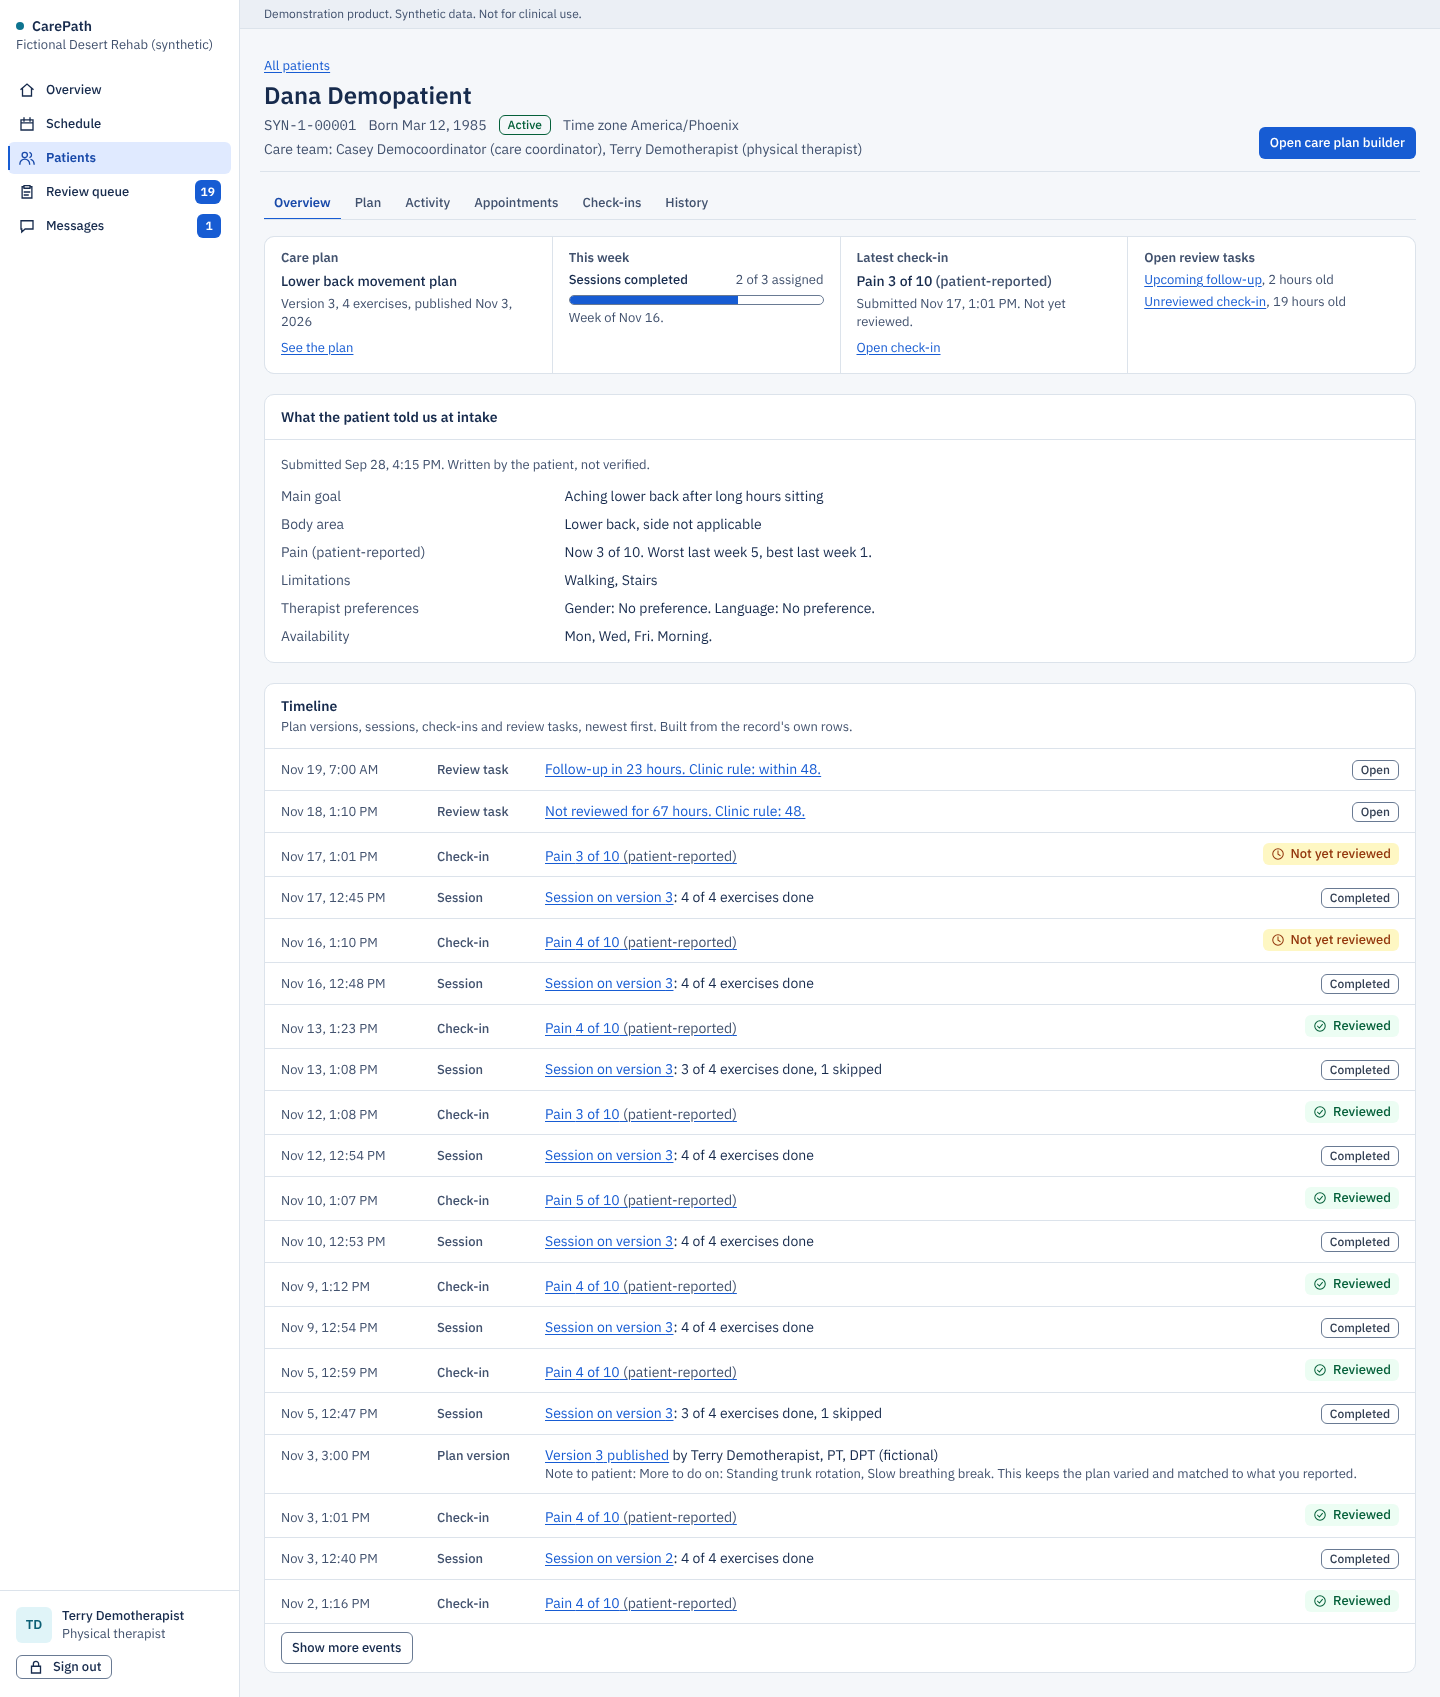 CarePath
Fictional Desert Rehab (synthetic)
Overview
Schedule
Patients
Review queue 19
Messages 1
Demonstration product. Synthetic data. Not for clinical use.
All patients
Dana Demopatient
SYN-1-00001 Born Mar 12, 1985 Active Time zone America/Phoenix
Care team: Casey Democoordinator (care coordinator), Terry Demotherapist (physical therapist)
Open care plan builder
Overview Plan Activity Appointments Check-ins History
Care plan
Lower back movement plan
Version 3, 4 exercises, published Nov 3,
2026
See the plan
This week
Sessions completed 2 of 3 assigned
Week of Nov 16.
Latest check-in
Pain 3 of 10 (patient-reported)
Submitted Nov 17, 1:01 PM. Not yet
reviewed.
Open check-in
Open review tasks
Upcoming follow-up, 2 hours old
Unreviewed check-in, 19 hours old
What the patient told us at intake
Submitted Sep 28, 4:15 PM. Written by the patient, not verified.
Main goal Aching lower back after long hours sitting
Body area Lower back, side not applicable
Pain (patient-reported) Now 3 of 10. Worst last week 5, best last week 1.
Limitations Walking, Stairs
Therapist preferences Gender: No preference. Language: No preference.
Availability Mon, Wed, Fri. Morning.
Timeline
Plan versions, sessions, check-ins and review tasks, newest first. Built from the record's own rows.
Nov 19, 7:00 AM Review task Follow-up in 23 hours. Clinic rule: within 48. Open
Nov 18, 1:10 PM Review task Not reviewed for 67 hours. Clinic rule: 48. Open
Nov 17, 1:01 PM Check-in Pain 3 of 10 (patient-reported) Not yet reviewed
Nov 17, 12:45 PM Session Session on version 3: 4 of 4 exercises done Completed
Nov 16, 1:10 PM Check-in Pain 4 of 10 (patient-reported) Not yet reviewed
Nov 16, 12:48 PM Session Session on version 3: 4 of 4 exercises done Completed
Nov 13, 1:23 PM Check-in Pain 4 of 10 (patient-reported) Reviewed
Nov 13, 1:08 PM Session Session on version 3: 3 of 4 exercises done, 1 skipped Completed
Nov 12, 1:08 PM Check-in Pain 3 of 10 (patient-reported) Reviewed
Nov 12, 12:54 PM Session Session on version 3: 4 of 4 exercises done Completed
Nov 10, 1:07 PM Check-in Pain 5 of 10 (patient-reported) Reviewed
Nov 10, 12:53 PM Session Session on version 3: 4 of 4 exercises done Completed
Nov 9, 1:12 PM Check-in Pain 4 of 10 (patient-reported) Reviewed
Nov 9, 12:54 PM Session Session on version 3: 4 of 4 exercises done Completed
Nov 5, 12:59 PM Check-in Pain 4 of 10 (patient-reported) Reviewed
Nov 5, 12:47 PM Session Session on version 3: 3 of 4 exercises done, 1 skipped Completed
Nov 3, 3:00 PM Plan version Version 3 published by Terry Demotherapist, PT, DPT (fictional)
Note to patient: More to do on: Standing trunk rotation, Slow breathing break. This keeps the plan varied and matched to what you reported.
Nov 3, 1:01 PM Check-in Pain 4 of 10 (patient-reported) Reviewed
Nov 3, 12:40 PM Session Session on version 2: 4 of 4 exercises done Completed
Nov 2, 1:16 PM Check-in Pain 4 of 10 (patient-reported) Reviewed
Show more events
TD
Terry Demotherapist
Physical therapist
Sign out